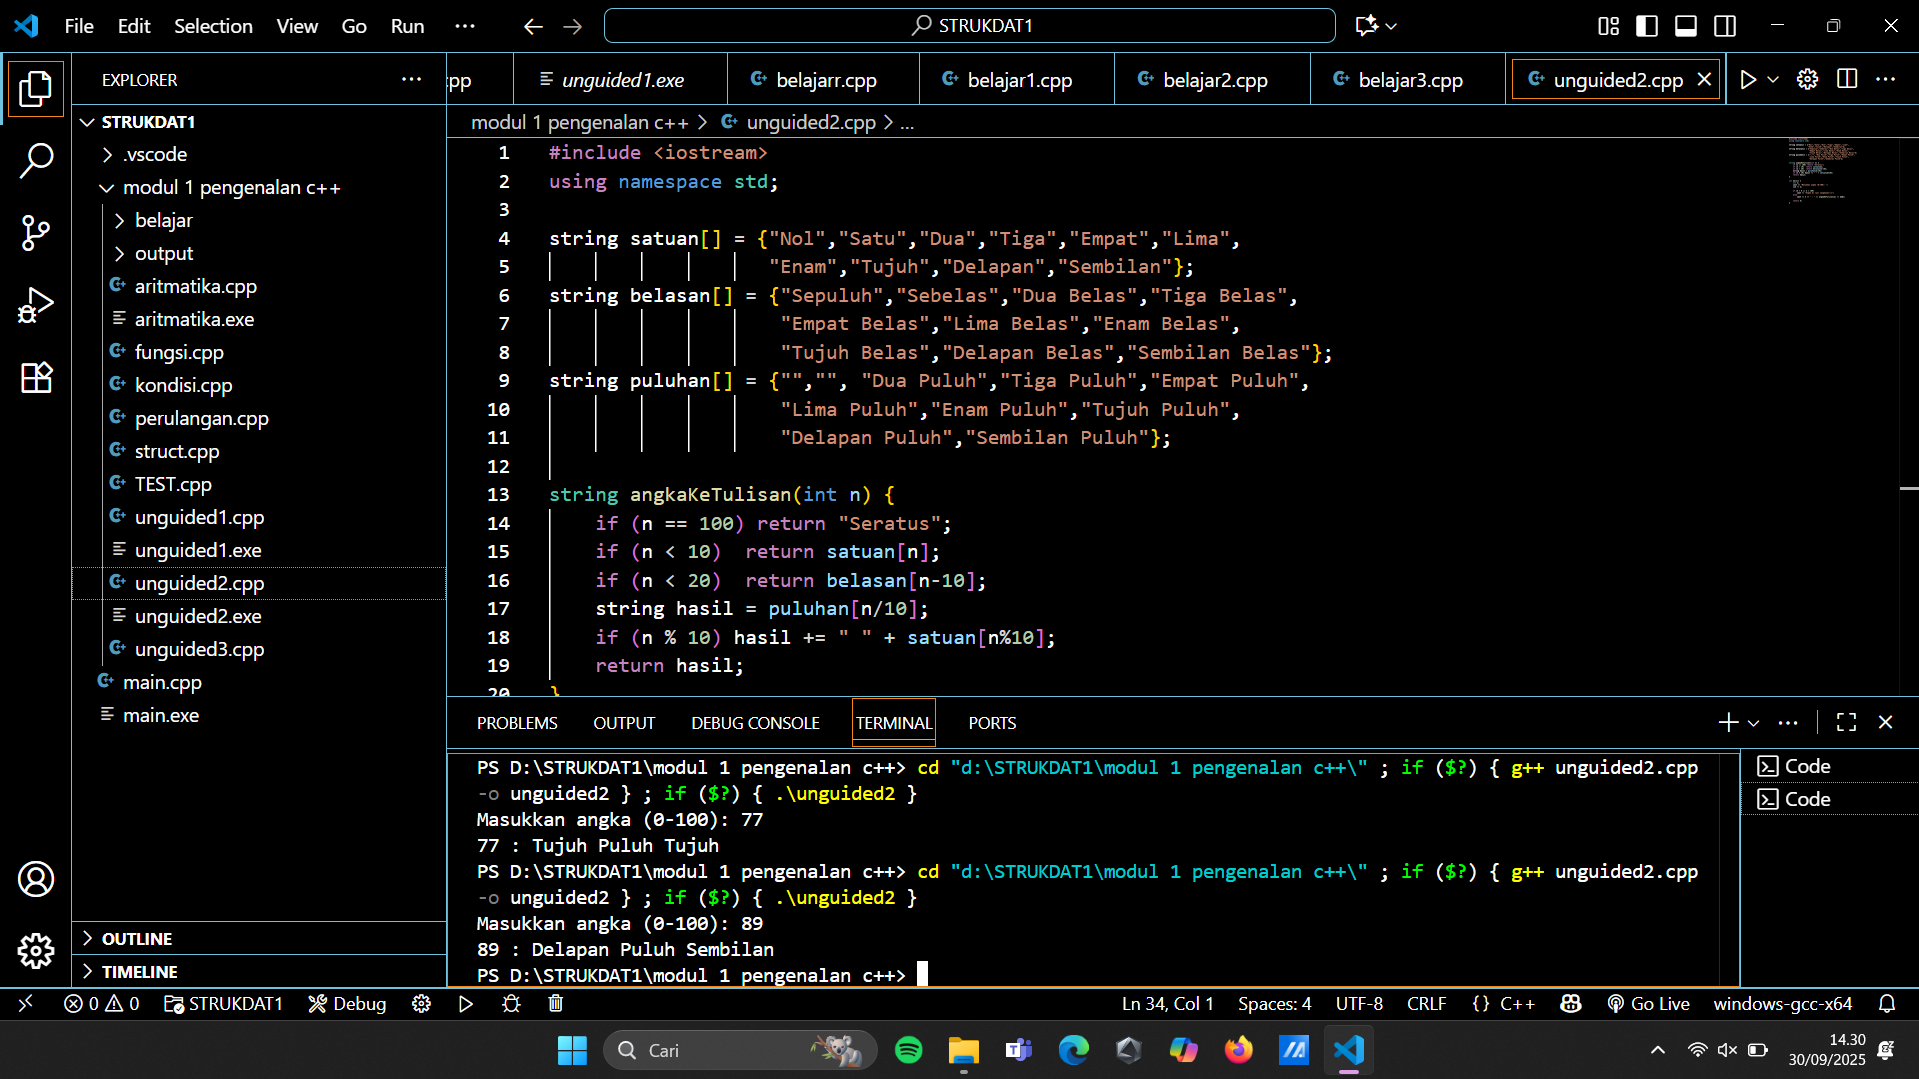 File Edit Selection View Go Run ··· STRUKDAT1
EXPLORER ···
STRUKDAT1
.vscode
modul 1 pengenalan c++
belajar
output
aritmatika.cpp
aritmatika.exe
fungsi.cpp
kondisi.cpp
perulangan.cpp
struct.cpp
TEST.cpp
unguided1.cpp
unguided1.exe
unguided2.cpp
unguided2.exe
unguided3.cpp
main.cpp
main.exe
OUTLINE
TIMELINE
pp unguided1.exe belajarr.cpp belajar1.cpp belajar2.cpp belajar3.cpp unguided2.cpp
modul 1 pengenalan c++ > unguided2.cpp > ...
1 #include <iostream>
2 using namespace std;
3
4 string satuan[] = {"Nol","Satu","Dua","Tiga","Empat","Lima",
5 "Enam","Tujuh","Delapan","Sembilan"};
6 string belasan[] = {"Sepuluh","Sebelas","Dua Belas","Tiga Belas",
7 "Empat Belas","Lima Belas","Enam Belas",
8 "Tujuh Belas","Delapan Belas","Sembilan Belas"};
9 string puluhan[] = {"","", "Dua Puluh","Tiga Puluh","Empat Puluh",
10 "Lima Puluh","Enam Puluh","Tujuh Puluh",
11 "Delapan Puluh","Sembilan Puluh"};
12
13 string angkaKeTulisan(int n) {
14 if (n == 100) return "Seratus";
15 if (n < 10)  return satuan[n];
16 if (n < 20)  return belasan[n-10];
17 string hasil = puluhan[n/10];
18 if (n % 10) hasil += " " + satuan[n%10];
19 return hasil;
20 }
PROBLEMS OUTPUT DEBUG CONSOLE TERMINAL PORTS
PS D:\STRUKDAT1\modul 1 pengenalan c++> cd "d:\STRUKDAT1\modul 1 pengenalan c++\" ; if ($?) { g++ unguided2.cpp
-o unguided2 } ; if ($?) { .\unguided2 }
Masukkan angka (0-100): 77
77 : Tujuh Puluh Tujuh
PS D:\STRUKDAT1\modul 1 pengenalan c++> cd "d:\STRUKDAT1\modul 1 pengenalan c++\" ; if ($?) { g++ unguided2.cpp
-o unguided2 } ; if ($?) { .\unguided2 }
Masukkan angka (0-100): 89
89 : Delapan Puluh Sembilan
PS D:\STRUKDAT1\modul 1 pengenalan c++>
Code
Code
0 0 STRUKDAT1 Debug Ln 34, Col 1 Spaces: 4 UTF-8 CRLF {} C++ Go Live windows-gcc-x64
Cari
14.30
30/09/2025